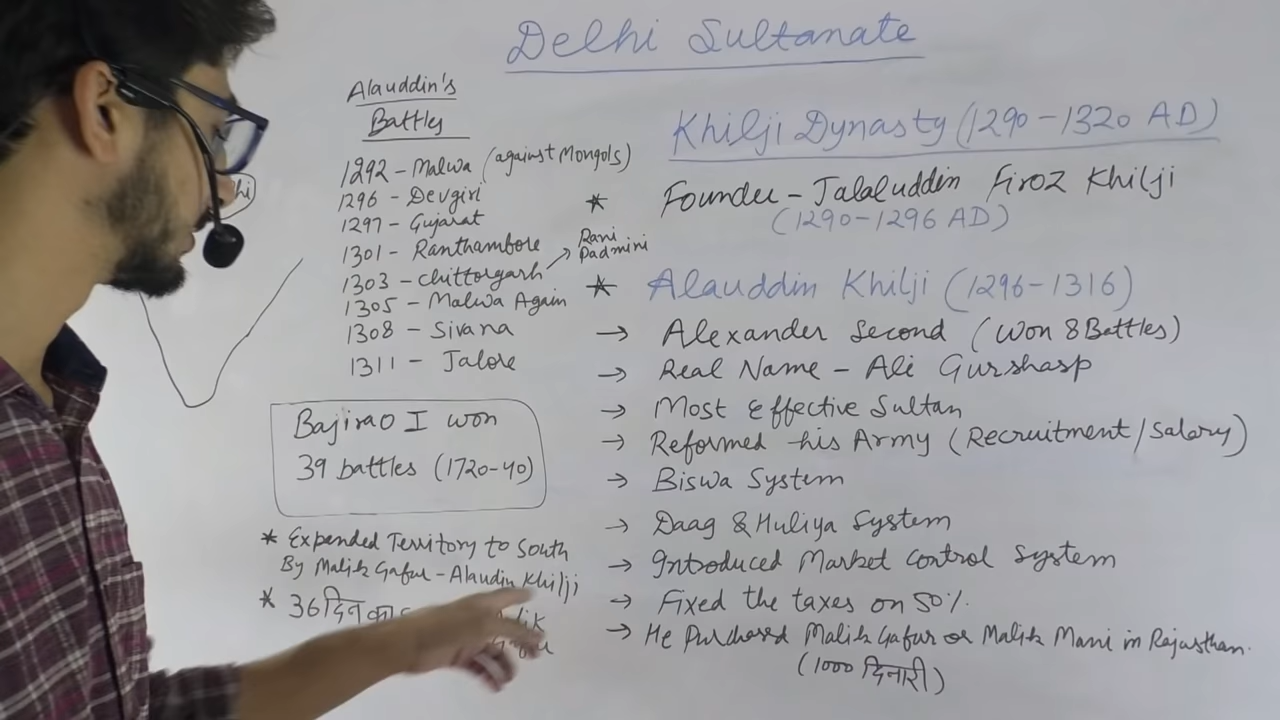 Delhi Sultanate
Alauddin's
Battles
1292 - Malwa (against Mongols)
1296 - Devgiri
1297 - Gujarat
1301 - Ranthambore
1303 - Chittorgarh → Rani
Padmini
1305 - Malwa Again
1308 - Sivana
1311 - Jalore
Bajirao I won
39 battles (1720-40)
* Expanded Territory to South
By Malik Gafur - Alaudin Khilji
* 36 दिन का
Khilji Dynasty (1290-1320 AD)
* Founder - Jalaluddin Firoz Khilji
(1290-1296 AD)
* Alauddin Khilji (1296-1316)
→ Alexander Second (Won 8 Battles)
→ Real Name - Ali Gurshasp
→ Most Effective Sultan
→ Reformed his Army (Recruitment/Salary)
→ Biswa System
→ Daag & Huliya System
→ Introduced Market Control System
→ Fixed the taxes on 50%.
→ He Purchased Malik Gafur or Malik Mani in Rajasthan.
(1000 दिनारी)